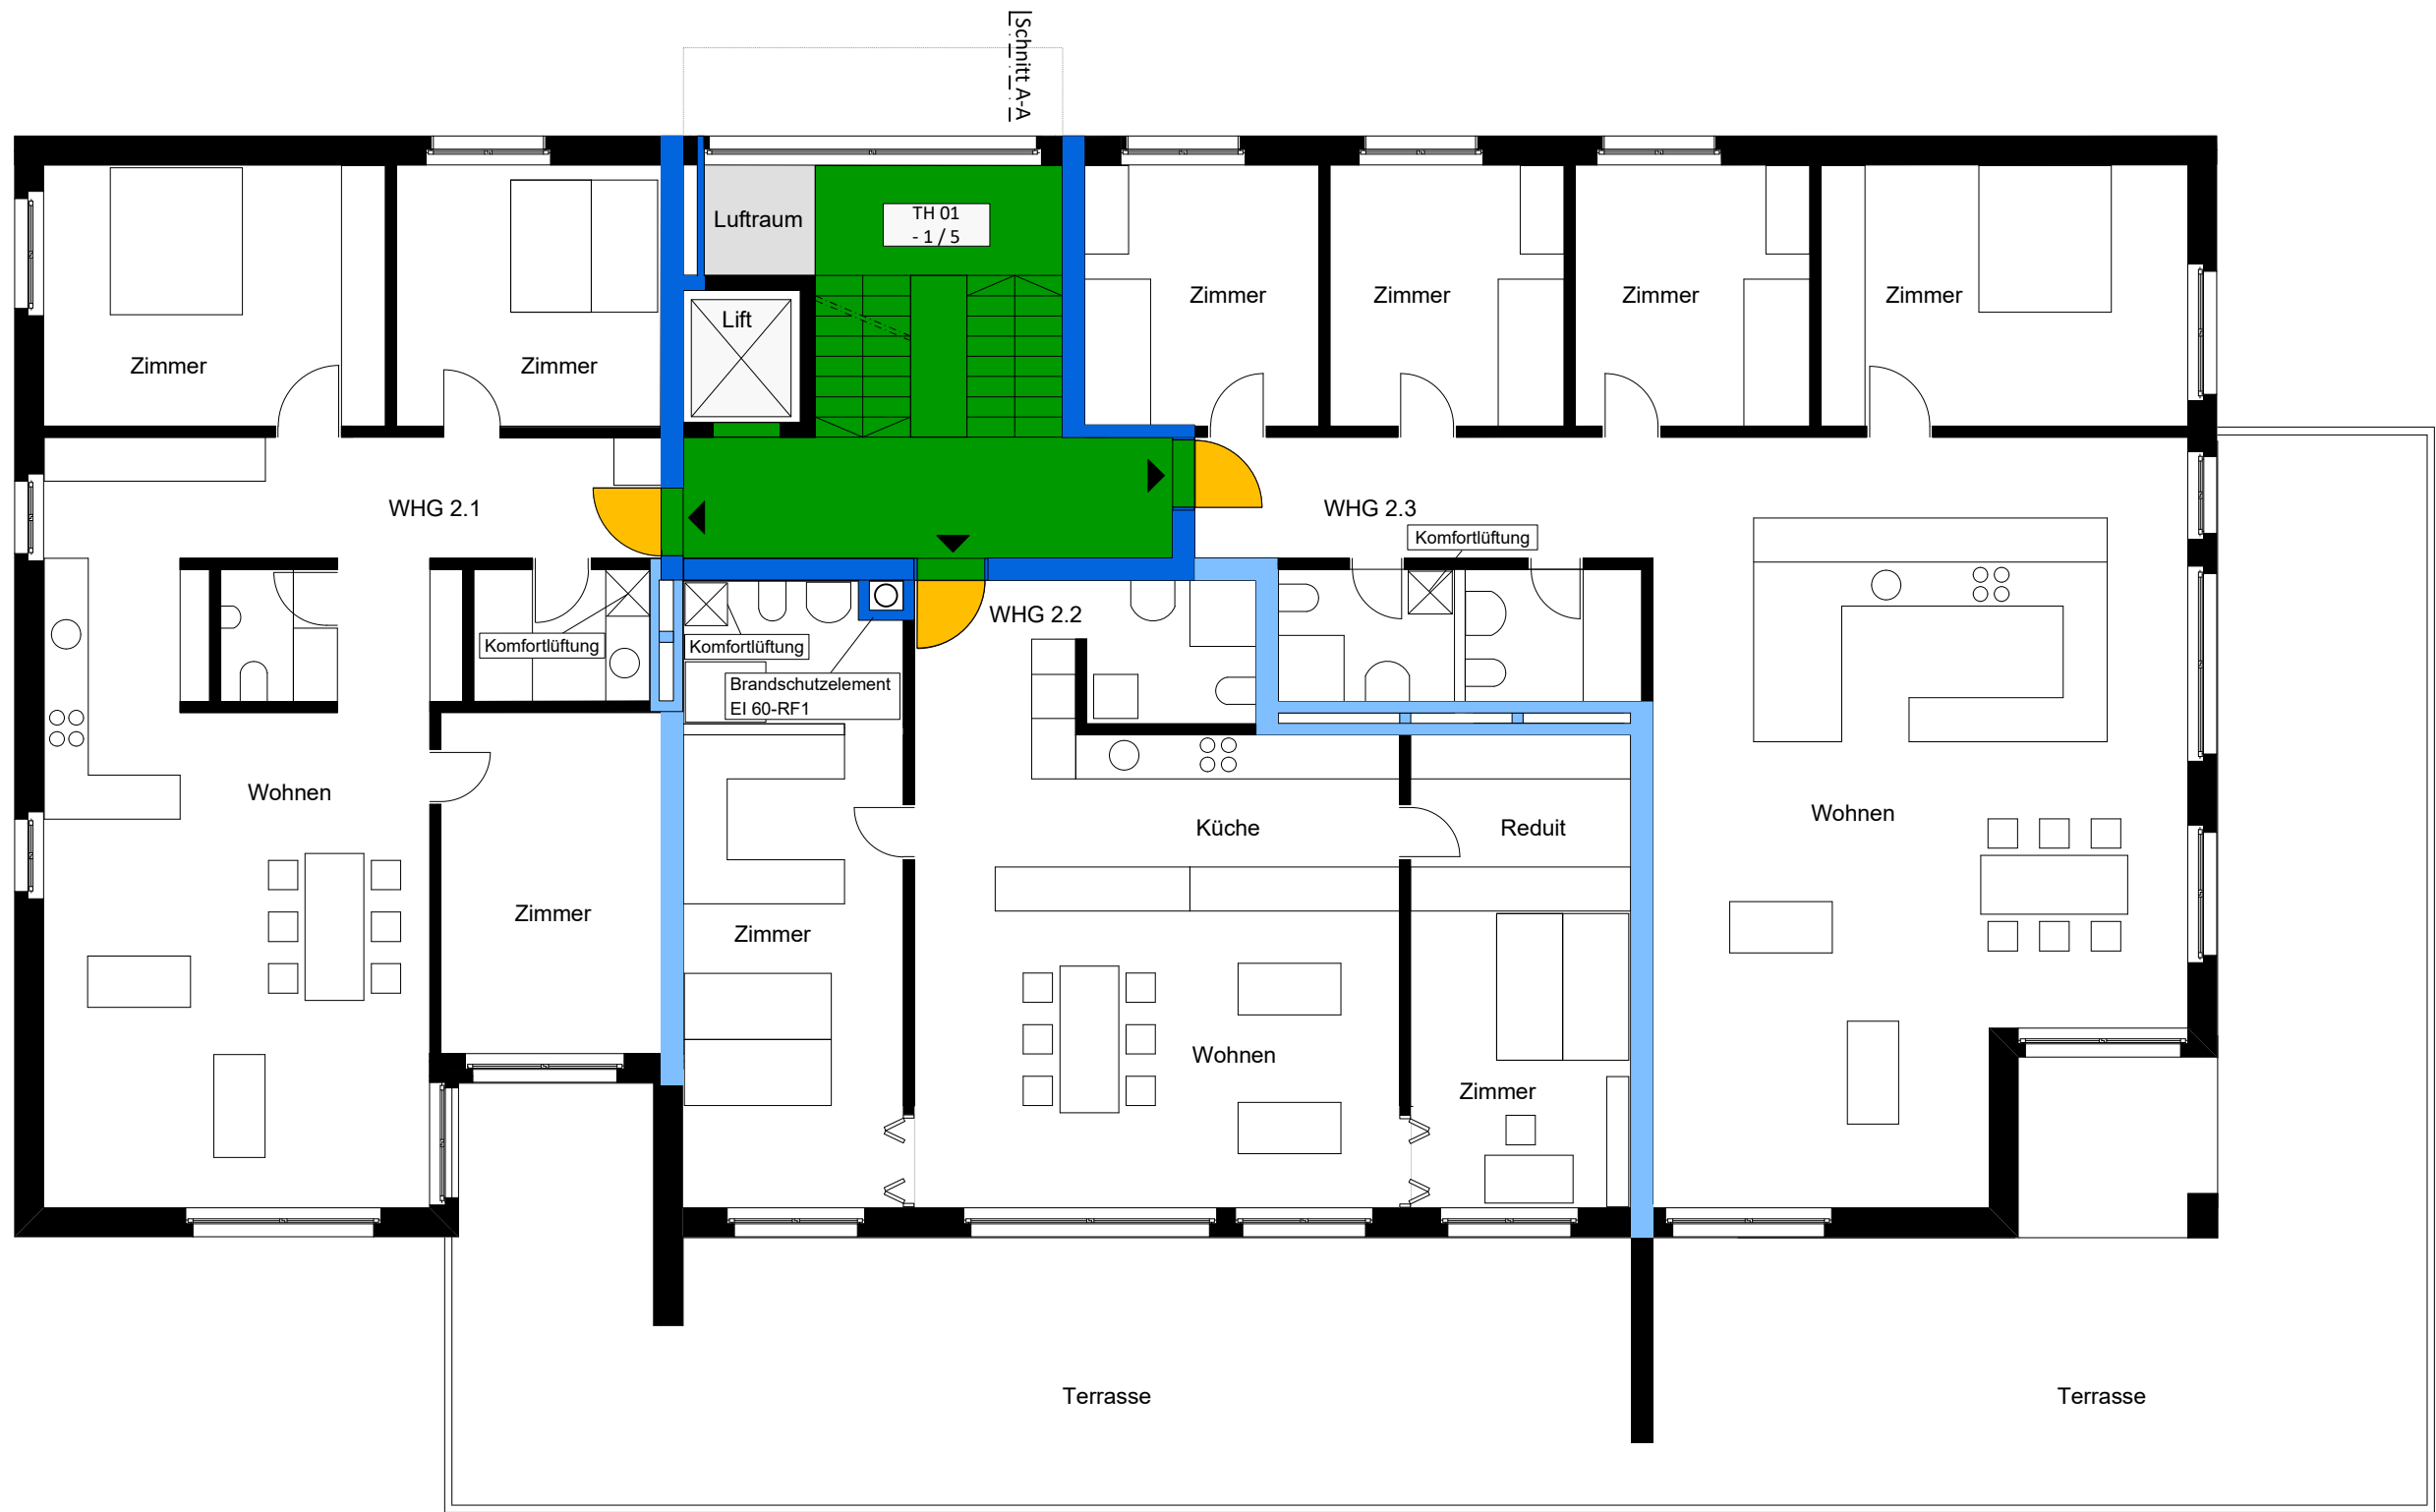 Schnitt A-A
Luftraum
TH 01
- 1 / 5
Lift
Zimmer
Zimmer
Zimmer
Zimmer
Zimmer
Zimmer
WHG 2.1
WHG 2.3
Komfortlüftung
WHG 2.2
Komfortlüftung
Komfortlüftung
Brandschutzelement
EI 60-RF1
Wohnen
Küche
Reduit
Wohnen
Zimmer
Zimmer
Wohnen
Zimmer
Terrasse
Terrasse